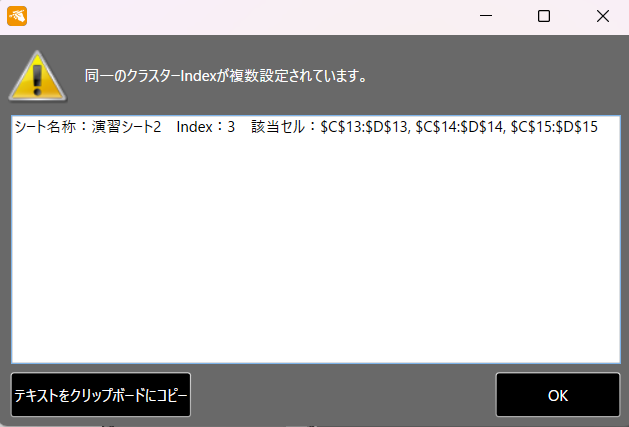 同一のクラスターIndexが複数設定されています。
シート名称：演習シート2　Index：3　該当セル：$C$13:$D$13, $C$14:$D$14, $C$15:$D$15
テキストをクリップボードにコピー
OK